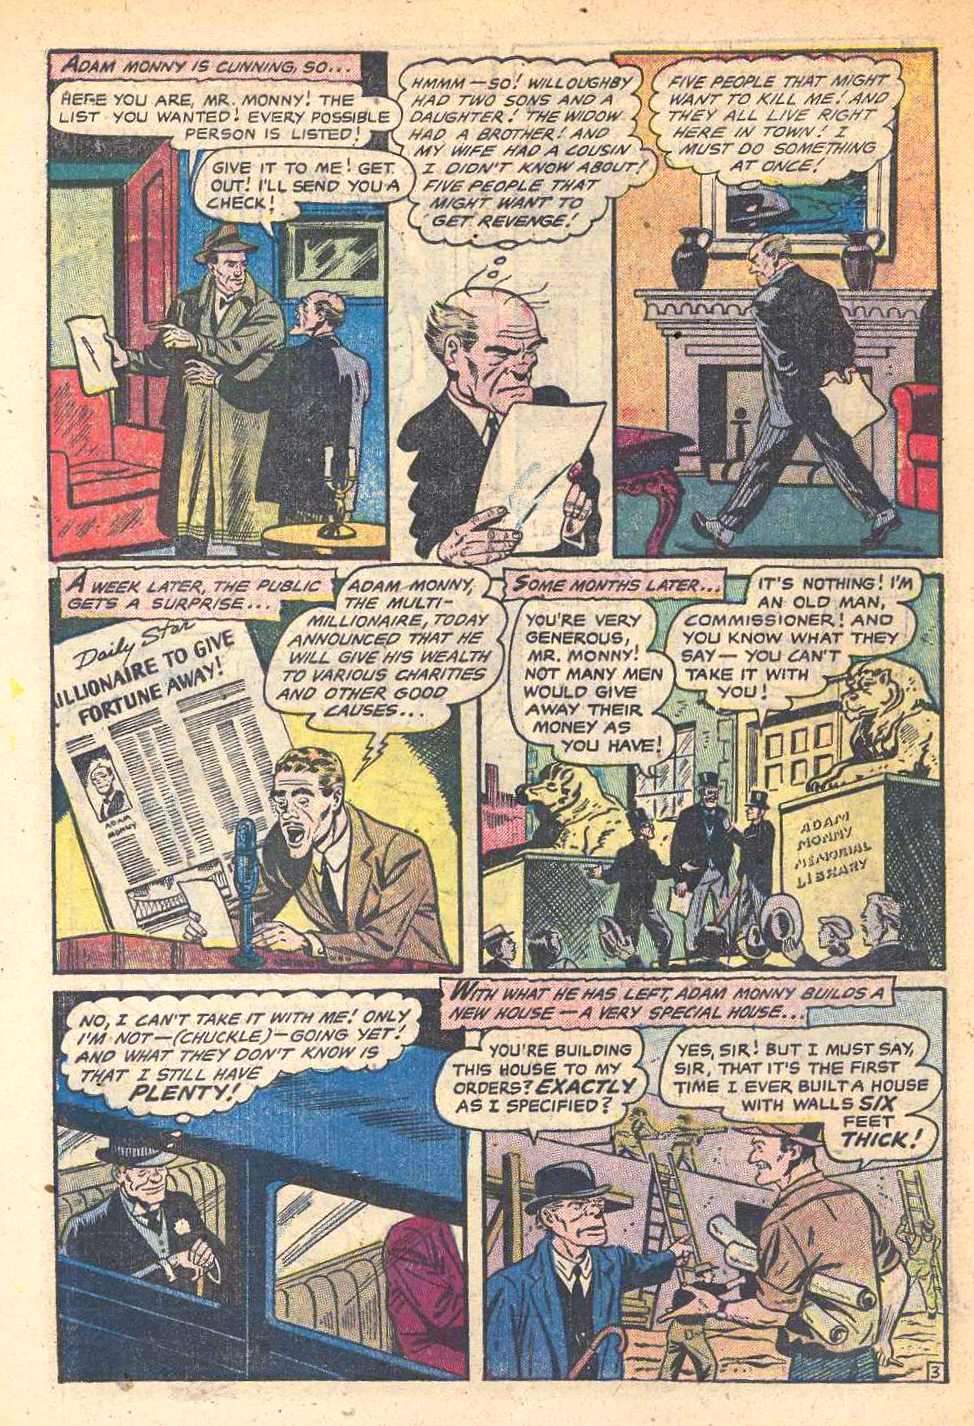 ADAM MONNY IS CUNNING, SO...
HERE YOU ARE, MR. MONNY! THE
LIST YOU WANTED! EVERY POSSIBLE
PERSON IS LISTED!
GIVE IT TO ME! GET
OUT! I'LL SEND YOU A
CHECK!
HMMM—SO! WILLOUGHBY
HAD TWO SONS AND A
DAUGHTER! THE WIDOW
HAD A BROTHER! AND
MY WIFE HAD A COUSIN
I DIDN'T KNOW ABOUT!
FIVE PEOPLE THAT
MIGHT WANT TO
GET REVENGE!
FIVE PEOPLE THAT MIGHT
WANT TO KILL ME! AND
THEY ALL LIVE RIGHT
HERE IN TOWN! I
MUST DO SOMETHING
AT ONCE!
A WEEK LATER, THE PUBLIC
GETS A SURPRISE...
Daily Star
ILLIONAIRE TO GIVE
FORTUNE AWAY!
ADAM
MONNY
ADAM MONNY,
THE MULTI-
MILLIONAIRE, TODAY
ANNOUNCED THAT HE
WILL GIVE HIS WEALTH
TO VARIOUS CHARITIES
AND OTHER GOOD
CAUSES...
SOME MONTHS LATER...
YOU'RE VERY
GENEROUS,
MR. MONNY!
NOT MANY MEN
WOULD GIVE
AWAY THEIR
MONEY AS
YOU HAVE!
IT'S NOTHING! I'M
AN OLD MAN,
COMMISSIONER! AND
YOU KNOW WHAT THEY
SAY—YOU CAN'T
TAKE IT WITH
YOU!
ADAM
MONNY
MEMORIAL
LIBRARY
NO, I CAN'T TAKE IT WITH ME! ONLY
I'M NOT—(CHUCKLE)—GOING YET!
AND WHAT THEY DON'T KNOW IS
THAT I STILL HAVE
PLENTY!
WITH WHAT HE HAS LEFT, ADAM MONNY BUILDS A
NEW HOUSE—A VERY SPECIAL HOUSE...
YOU'RE BUILDING
THIS HOUSE TO MY
ORDERS? EXACTLY
AS I SPECIFIED?
YES, SIR! BUT I MUST SAY,
SIR, THAT IT'S THE FIRST
TIME I EVER BUILT A HOUSE
WITH WALLS SIX
FEET
THICK!
3